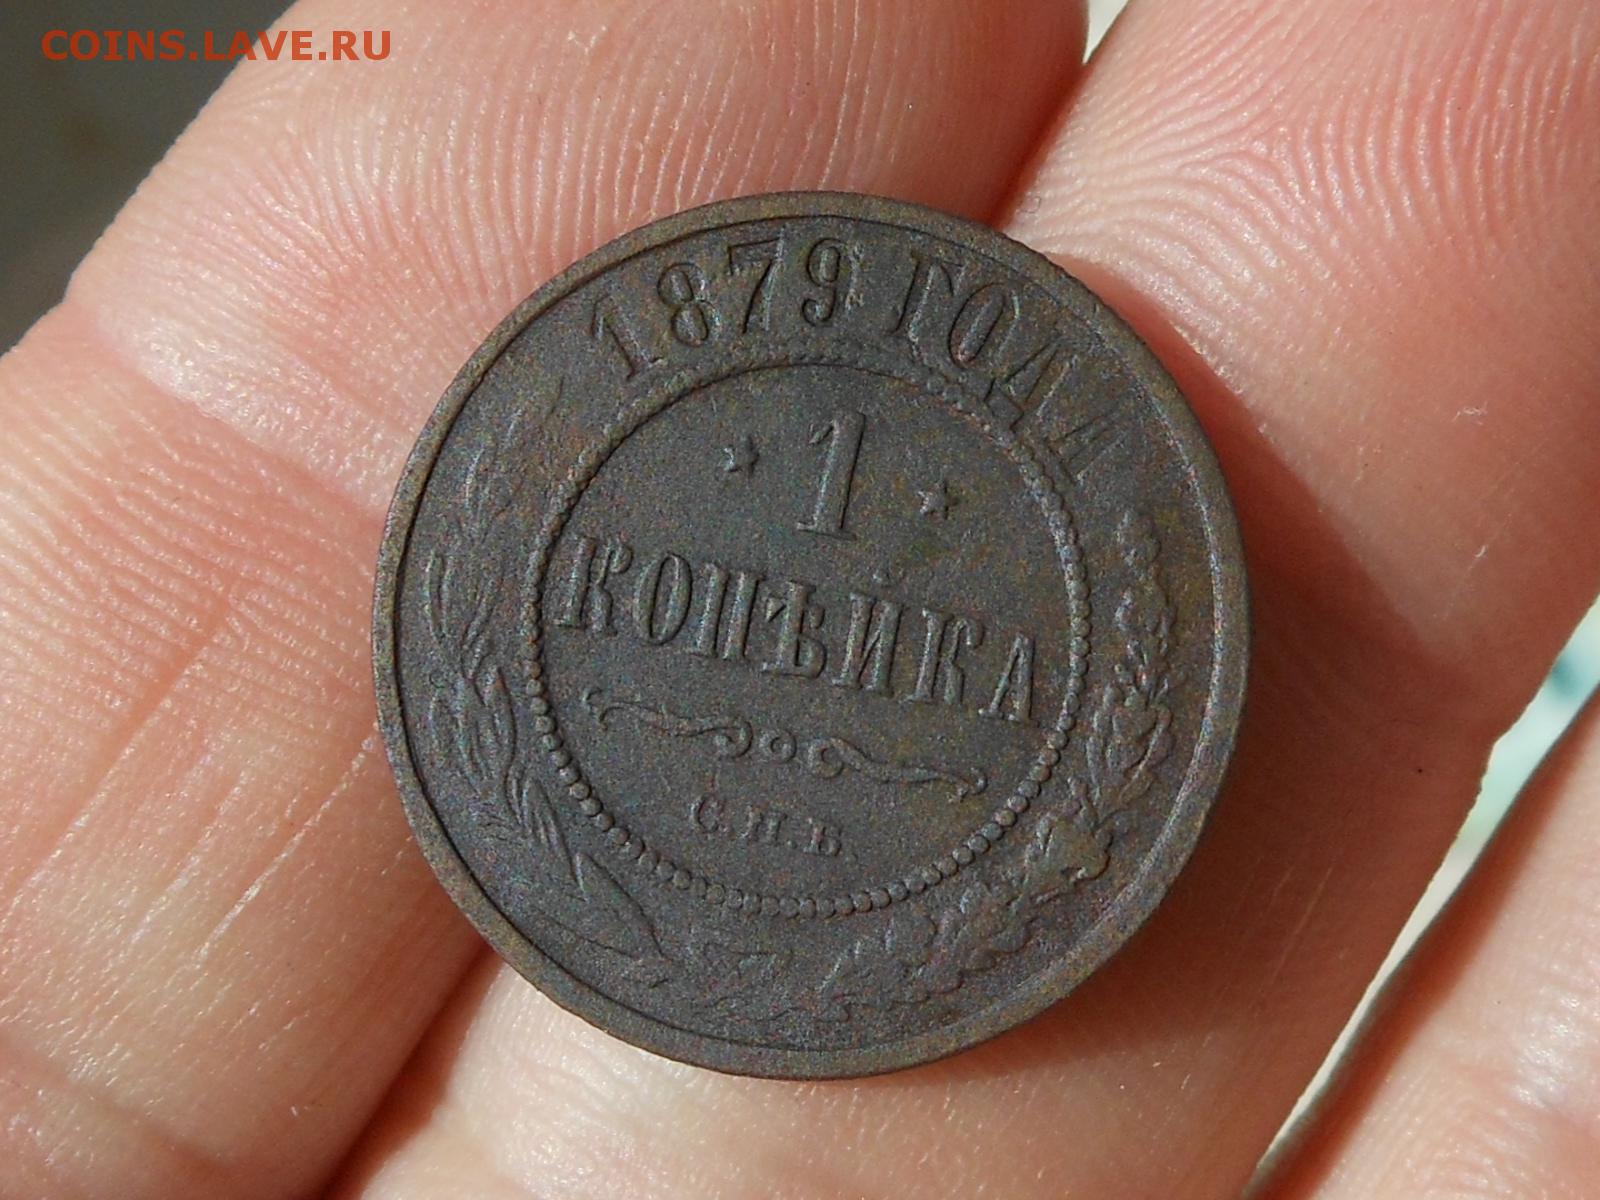 COINS.LAVE.RU
1879 ГОДА
1
КОПѢЙКА
С.П.Б.